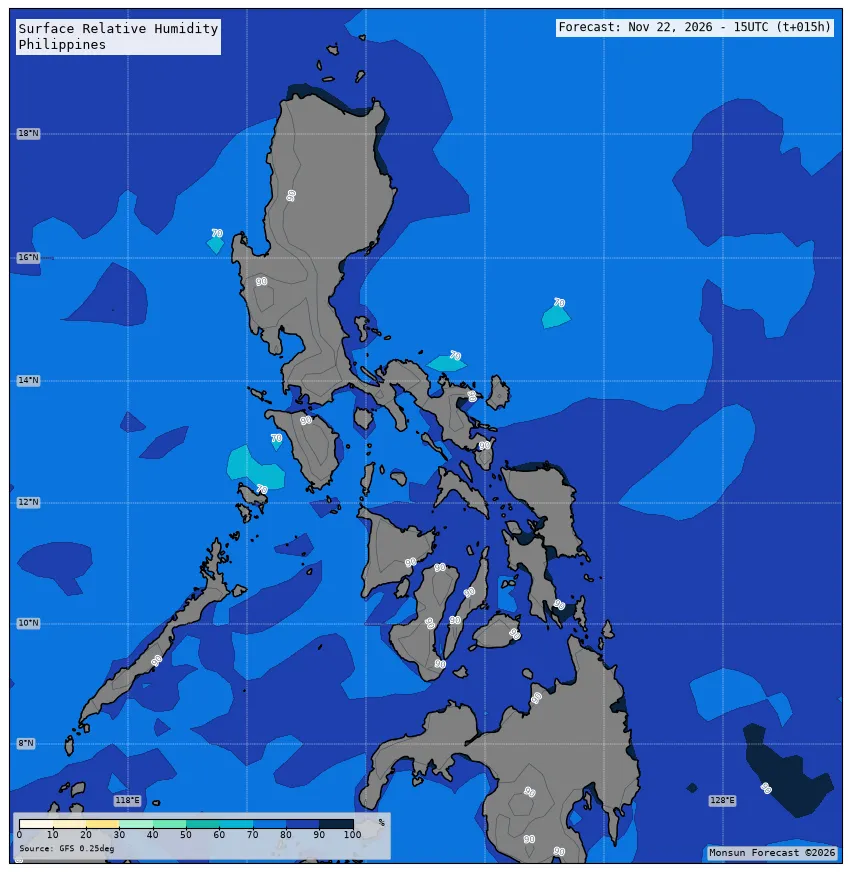 Surface Relative Humidity
Philippines
Forecast: Nov 22, 2026 - 15UTC (t+015h)
18°N
90
70
16°N
90
70
70
14°N
90
90
70
90
70
12°N
90
90
90
90
10°N
90
90
90
90
90
90
8°N
90
118°E
128°E
90
90
90
%
0 10 20 30 40 50 60 70 80 90 100
Source: GFS 0.25deg
Monsun Forecast ©2026